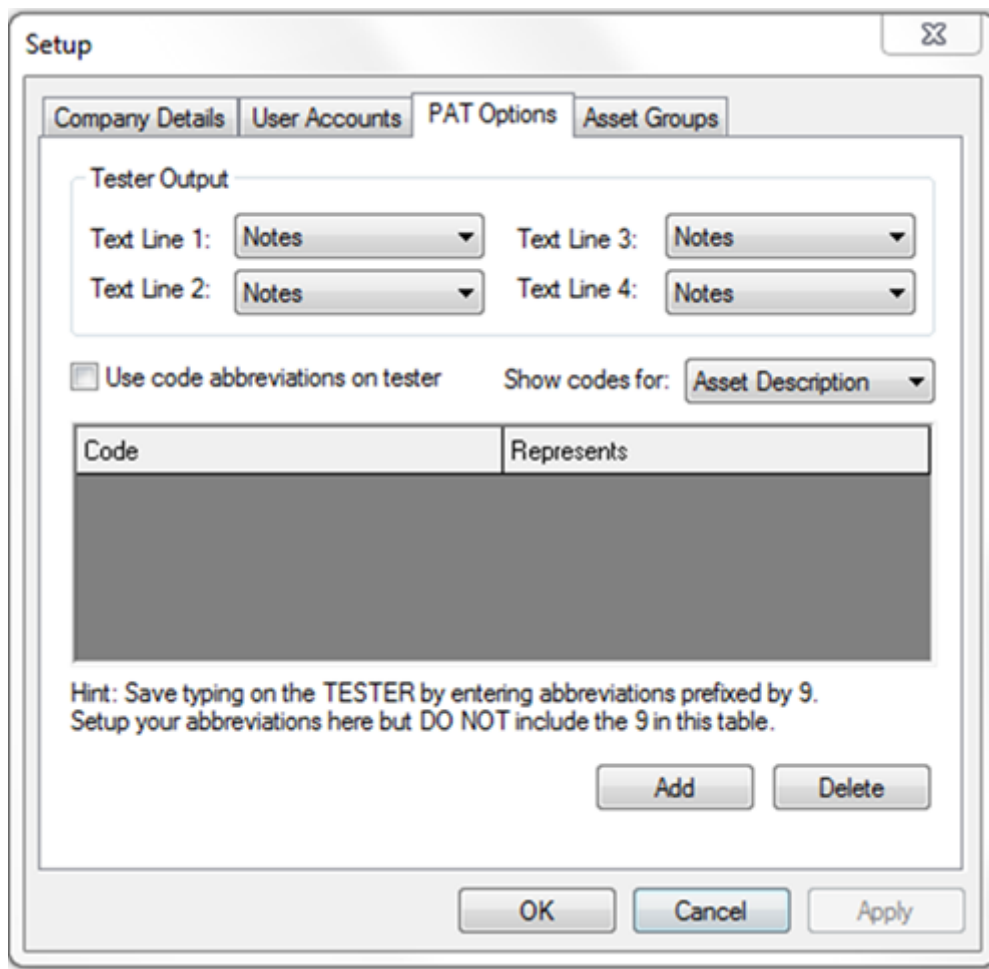 Setup
Company Details User Accounts PAT Options Asset Groups
Tester Output
Text Line 1: Notes Text Line 3: Notes
Text Line 2: Notes Text Line 4: Notes
Use code abbreviations on tester Show codes for: Asset Description
Code Represents
Hint: Save typing on the TESTER by entering abbreviations prefixed by 9.
Setup your abbreviations here but DO NOT include the 9 in this table.
Add Delete
OK Cancel Apply